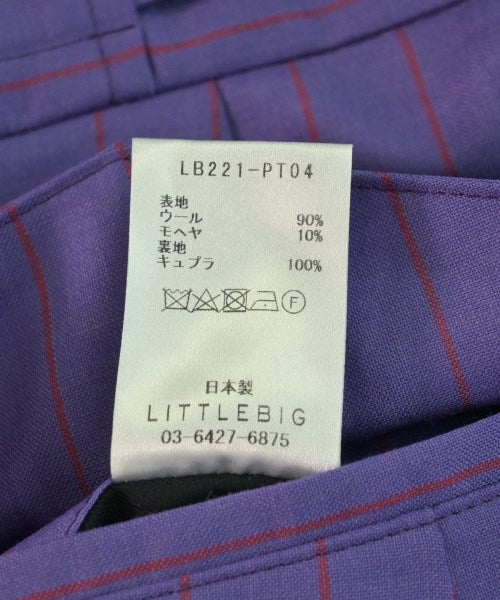 LB221-PT04
表地
ウール 90%
モヘヤ 10%
裏地
キュプラ 100%
F
日本製
LITTLEBIG
03-6427-6875